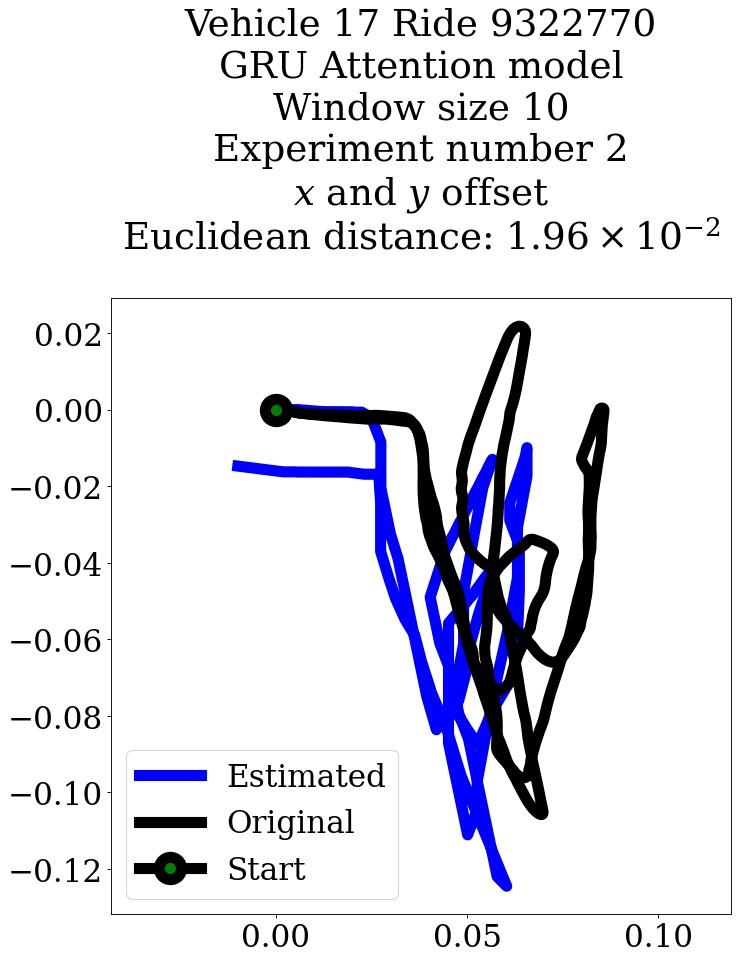 Vehicle 17 Ride 9322770
GRU Attention model
Window size 10
Experiment number 2
x and y offset
Euclidean distance: 1.96 × 10⁻²
0.02
0.00
−0.02
−0.04
−0.06
−0.08
−0.10
−0.12
Estimated
Original
Start
0.00 0.05 0.10